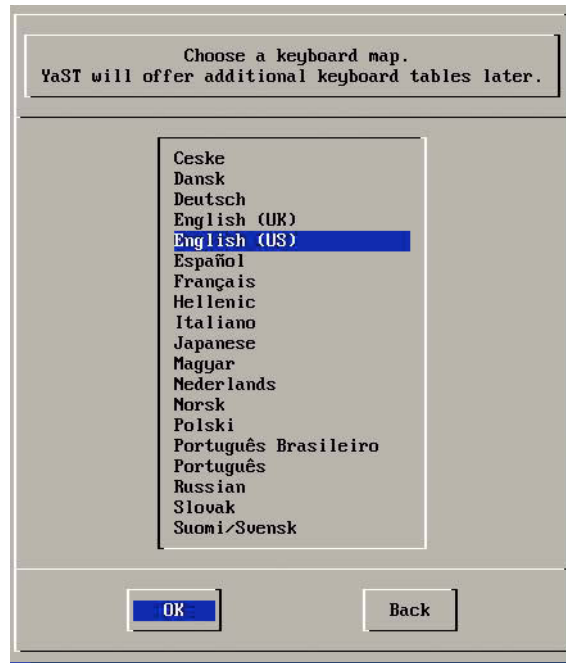 Choose a keyboard map.
YaST will offer additional keyboard tables later.
Ceske
Dansk
Deutsch
English (UK)
English (US)
Español
Français
Hellenic
Italiano
Japanese
Magyar
Nederlands
Norsk
Polski
Português Brasileiro
Português
Russian
Slovak
Suomi/Svensk
OK Back